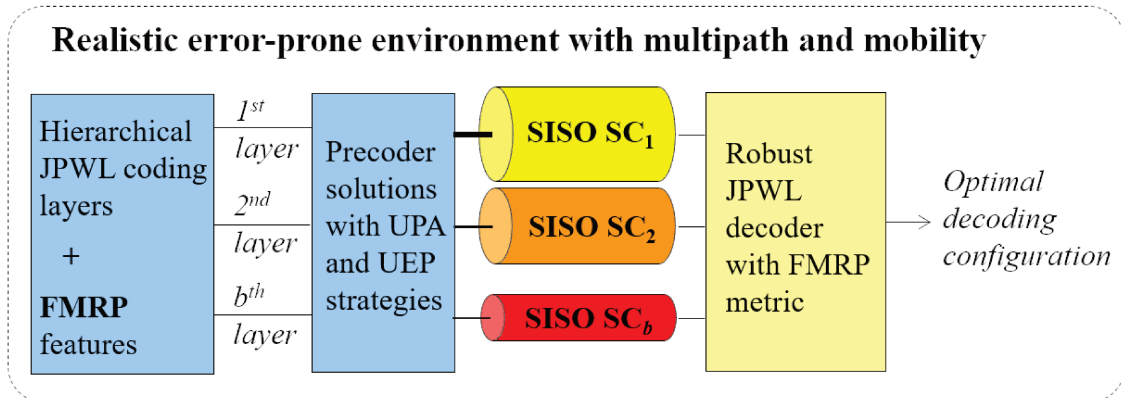 Realistic error-prone environment with multipath and mobility
Hierarchical
JPWL coding
layers
+
FMRP
features
1st
layer
2nd
layer
bth
layer
Precoder
solutions
with UPA
and UEP
strategies
SISO SC1
SISO SC2
SISO SCb
Robust
JPWL
decoder
with FMRP
metric
Optimal
decoding
configuration